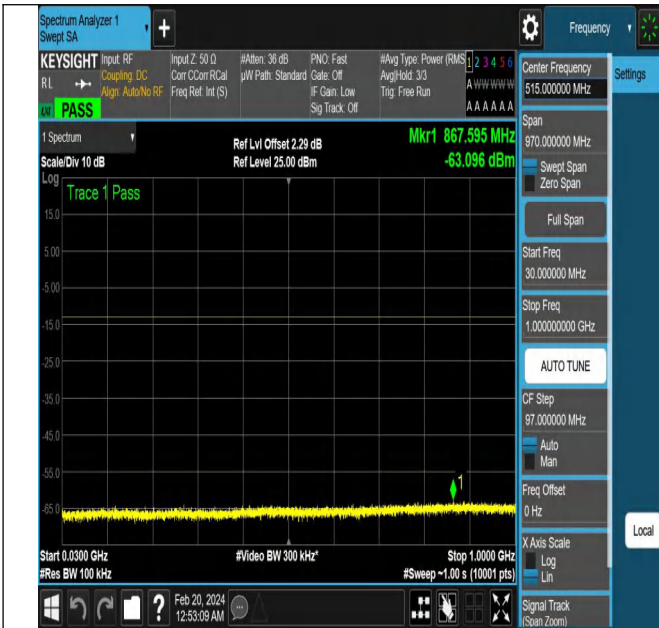 Spectrum Analyzer 1
Swept SA
+
Frequency
KEYSIGHT
RL
PASS
Input: RF
Coupling: DC
Align: Auto/No RF
Input Z: 50 Ω
Corr CCorr RCal
Freq Ref: Int (S)
#Atten: 36 dB
µW Path: Standard
PNO: Fast
Gate: Off
IF Gain: Low
Sig Track: Off
#Avg Type: Power (RMS
Avg|Hold: 3/3
Trig: Free Run
1 2 3 4 5 6
A W W W W W
A A A A A A
Settings
Center Frequency
515.000000 MHz
1 Spectrum
Scale/Div 10 dB
Ref Lvl Offset 2.29 dB
Ref Level 25.00 dBm
Mkr1 867.595 MHz
-63.096 dBm
Log
Trace 1 Pass
15.0
5.00
-5.00
-15.0
-25.0
-35.0
-45.0
-55.0
-65.0
1
Start 0.0300 GHz
#Res BW 100 kHz
#Video BW 300 kHz*
Stop 1.0000 GHz
#Sweep ~1.00 s (10001 pts)
Span
970.000000 MHz
Swept Span
Zero Span
Full Span
Start Freq
30.000000 MHz
Stop Freq
1.000000000 GHz
AUTO TUNE
CF Step
97.000000 MHz
Auto
Man
Freq Offset
0 Hz
X Axis Scale
Log
Lin
Signal Track
(Span Zoom)
Local
?
Feb 20, 2024
12:53:09 AM